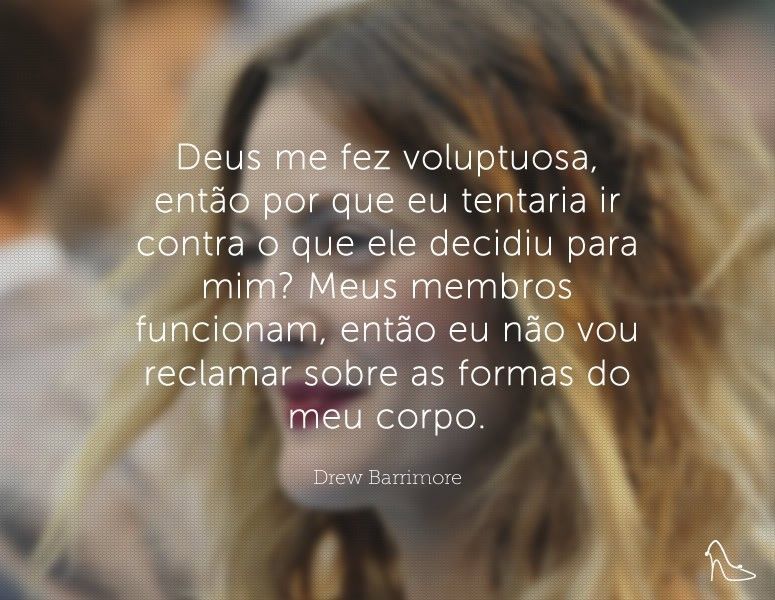 Deus me fez voluptuosa,
então por que eu tentaria ir
contra o que ele decidiu para
mim? Meus membros
funcionam, então eu não vou
reclamar sobre as formas do
meu corpo.
Drew Barrimore